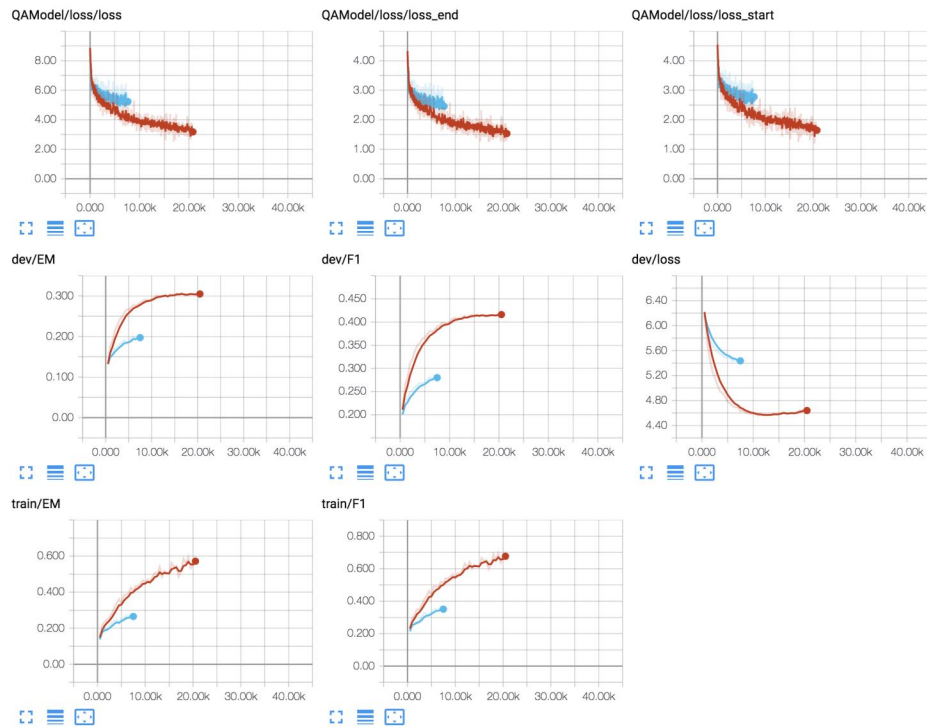 QAModel/loss/loss
QAModel/loss/loss_end
QAModel/loss/loss_start
8.00
6.00
4.00
2.00
0.00
0.000 10.00k 20.00k 30.00k 40.00k
4.00
3.00
2.00
1.00
0.00
0.000 10.00k 20.00k 30.00k 40.00k
4.00
3.00
2.00
1.00
0.00
0.000 10.00k 20.00k 30.00k 40.00k
dev/EM
dev/F1
dev/loss
0.300
0.200
0.100
0.00
0.000 10.00k 20.00k 30.00k 40.00k
0.450
0.400
0.350
0.300
0.250
0.200
0.000 10.00k 20.00k 30.00k 40.00k
6.40
6.00
5.60
5.20
4.80
4.40
0.000 10.00k 20.00k 30.00k 40.00k
train/EM
train/F1
0.600
0.400
0.200
0.00
0.000 10.00k 20.00k 30.00k 40.00k
0.800
0.600
0.400
0.200
0.00
0.000 10.00k 20.00k 30.00k 40.00k